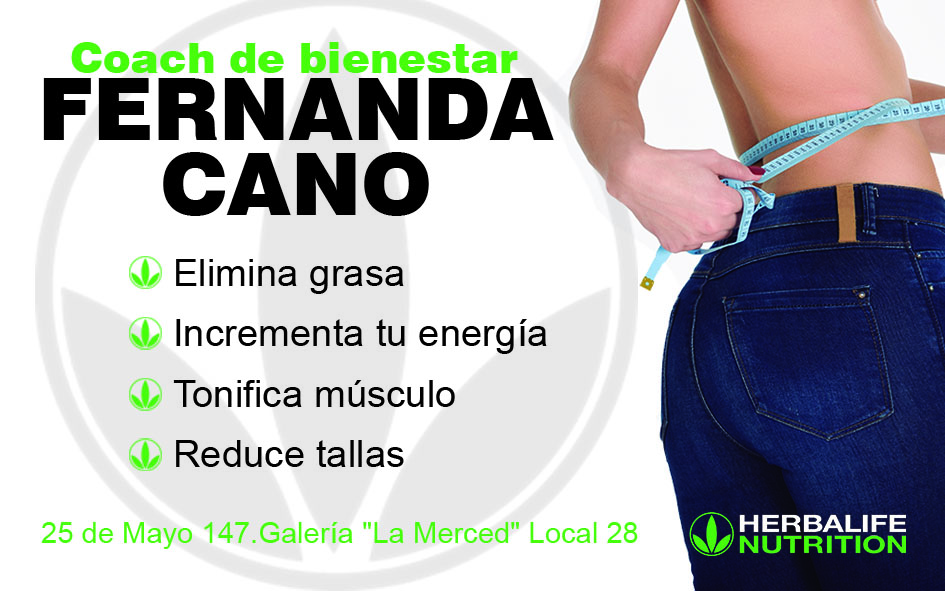 Coach de bienestar
FERNANDA
CANO
Elimina grasa
Incrementa tu energía
Tonifica músculo
Reduce tallas
25 de Mayo 147.Galería "La Merced" Local 28
HERBALIFE
NUTRITION